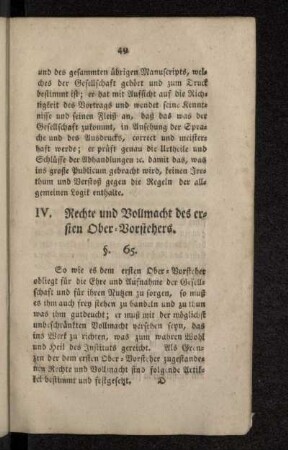 49
und des gesammten übrigen Manuscripts, wel-
ches der Gesellschaft gehört und zum Druck
bestimmt ist; er hat mit Aufsicht auf die Rich-
tigkeit des Vortrags und wendet seine Kennt-
nisse und seinen Fleiß an, daß das was der
Gesellschaft zukommt, in Ansehung der Spra-
che und des Ausdrucks, correct und meister-
haft werde; er prüft genau die Urtheile und
Schlüsse der Abhandlungen ꝛc. damit das, was
ins große Publicum gebracht wird, keinen Irr-
thum und Verstoß gegen die Regeln der all-
gemeinen Logik enthalte.
IV. Rechte und Vollmacht des er-
sten Ober-Vorstehers.
§. 65.
So wie es dem ersten Ober-Vorsteher
obliegt für die Ehre und Aufnahme der Gesell-
schaft und für ihren Nutzen zu sorgen, so muß
es ihm auch frey stehen zu handeln und zu thun
was ihm gutdeucht; er muß mit der möglichst
unbeschränkten Vollmacht versehen seyn, das
ins Werk zu richten, was zum wahren Wohl
und Heil des Instituts gereicht. Als Gren-
zen der dem ersten Ober-Vorsteher zugestande-
nen Rechte und Vollmacht sind folgende Artik-
kel bestimmt und festgesetzt. D